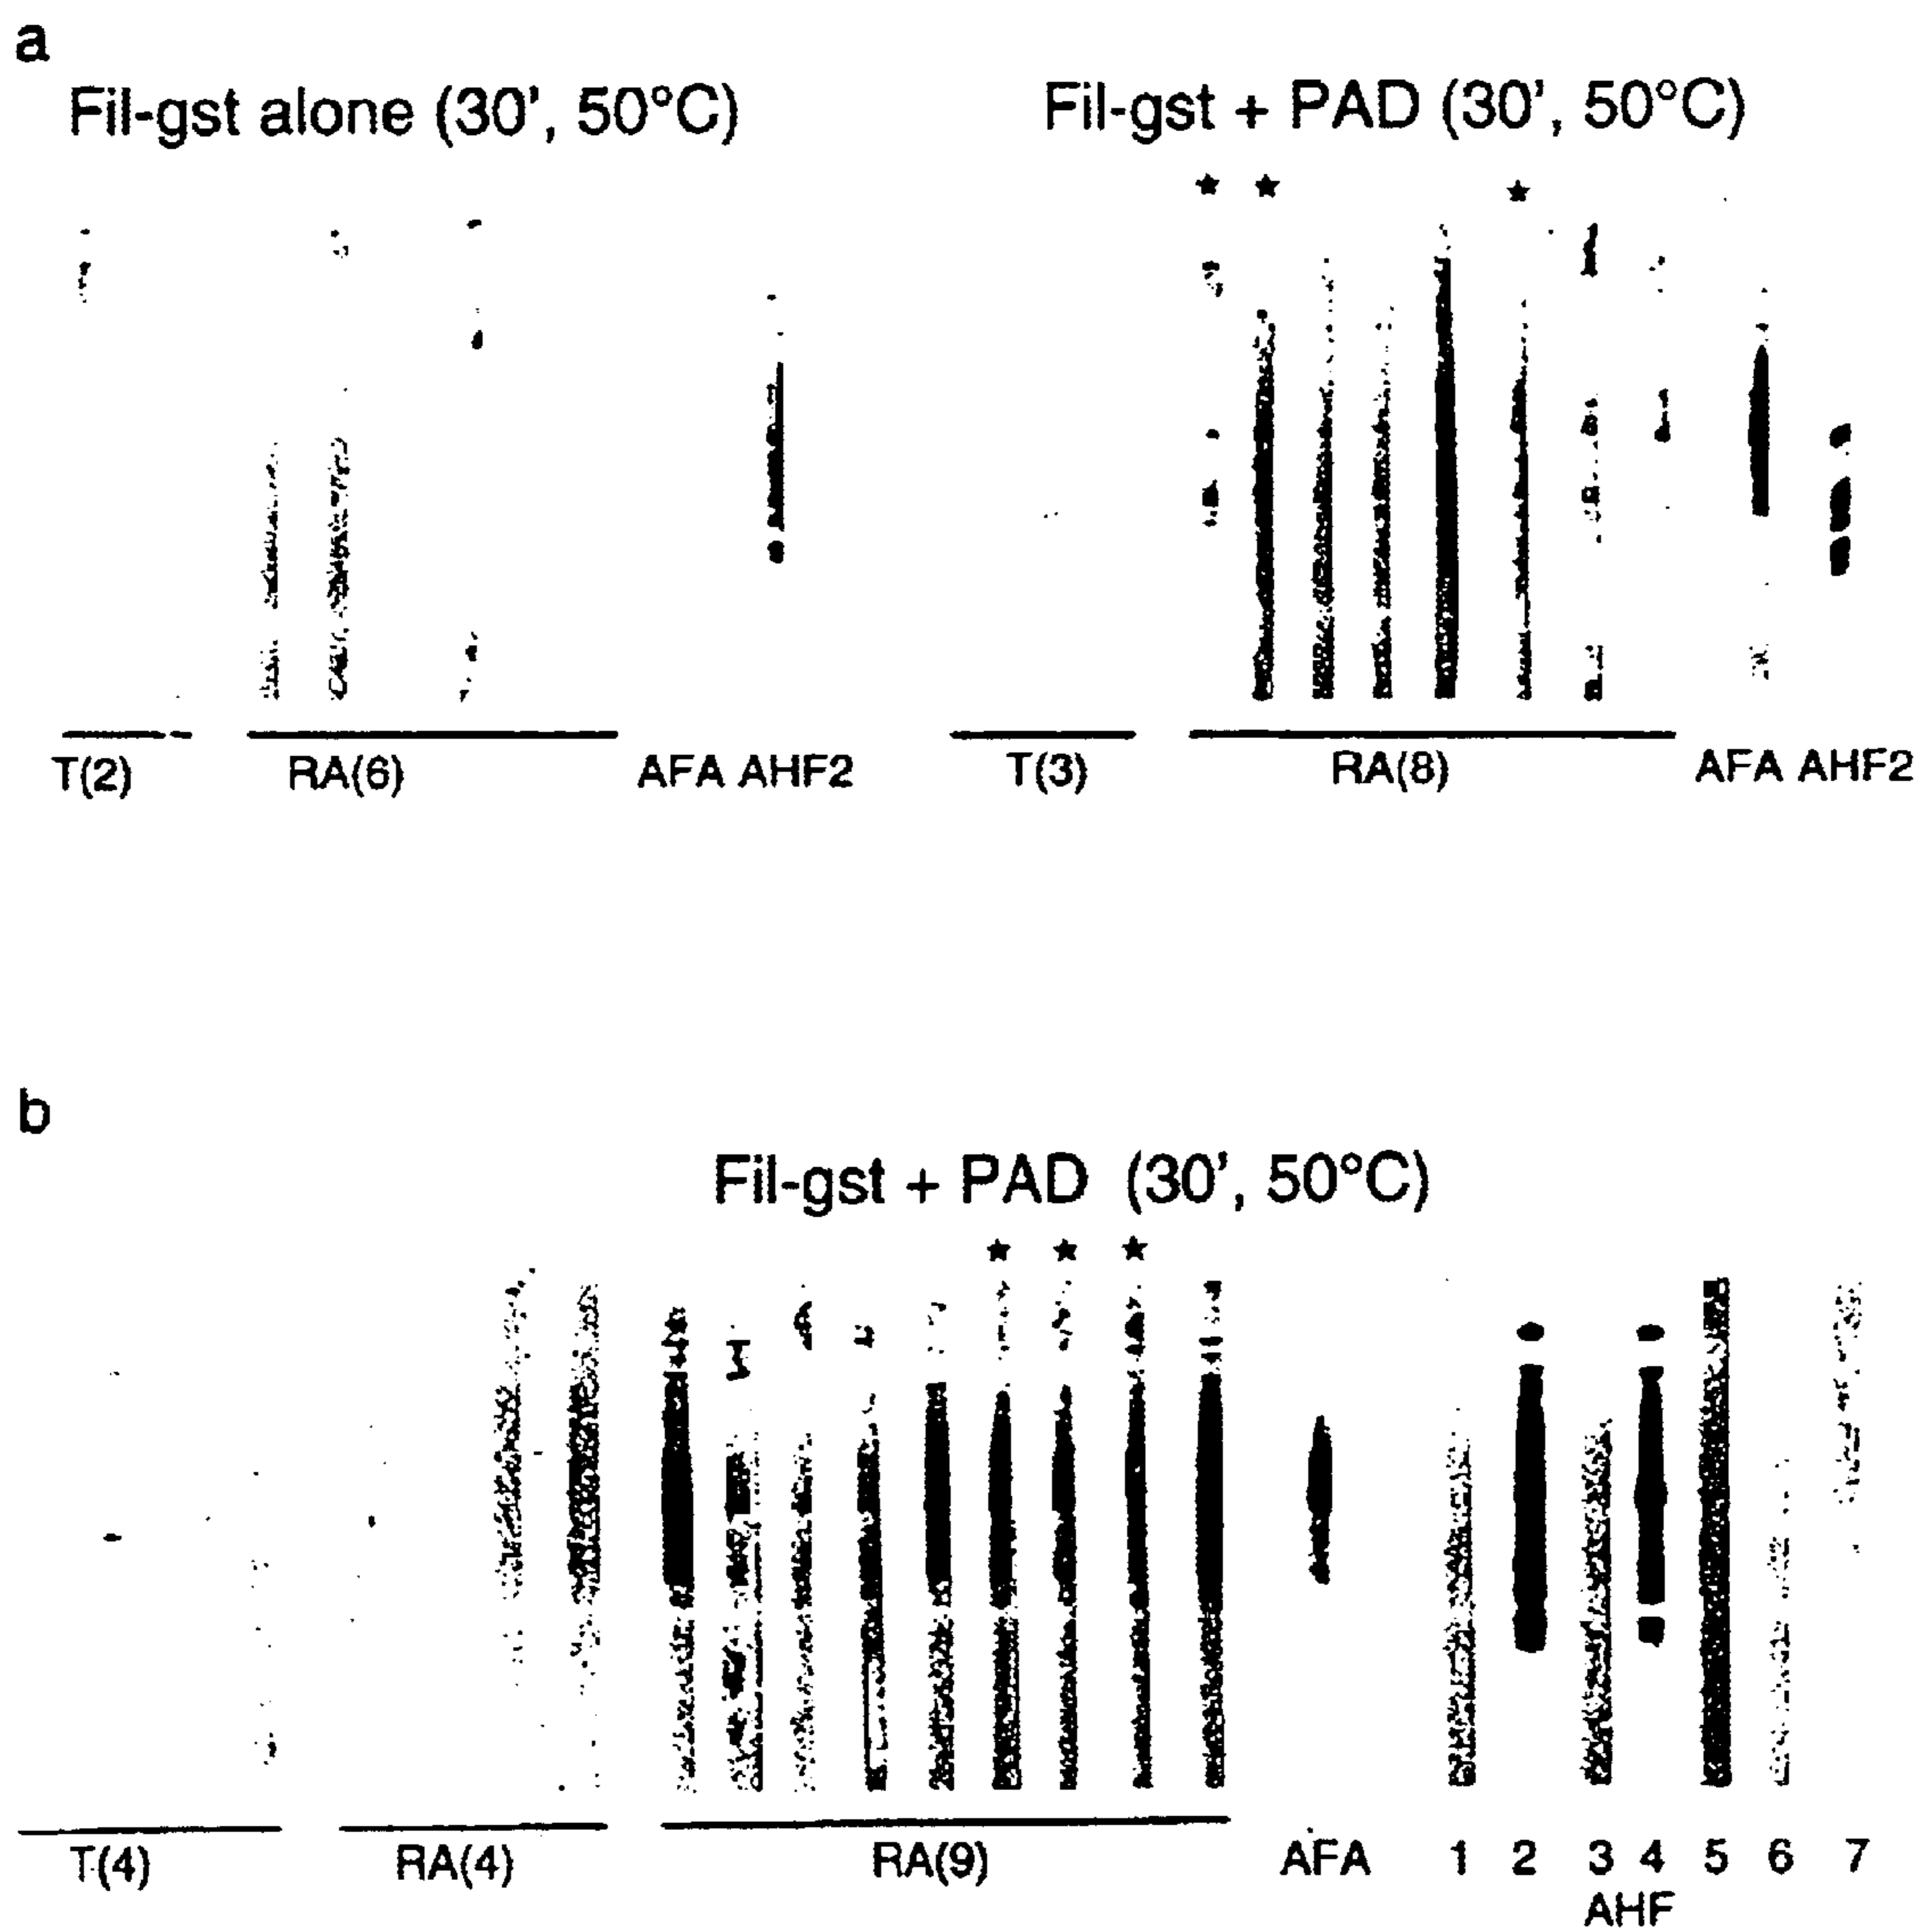 a
Fil-gst alone (30', 50°C)
Fil-gst + PAD (30', 50°C)
★ ★ ★
T(2) RA(6) AFA AHF2
T(3) RA(8) AFA AHF2
b
Fil-gst + PAD (30', 50°C)
★ ★ ★
T(4) RA(4) RA(9) AFA 1 2 3 4 5 6 7
AHF